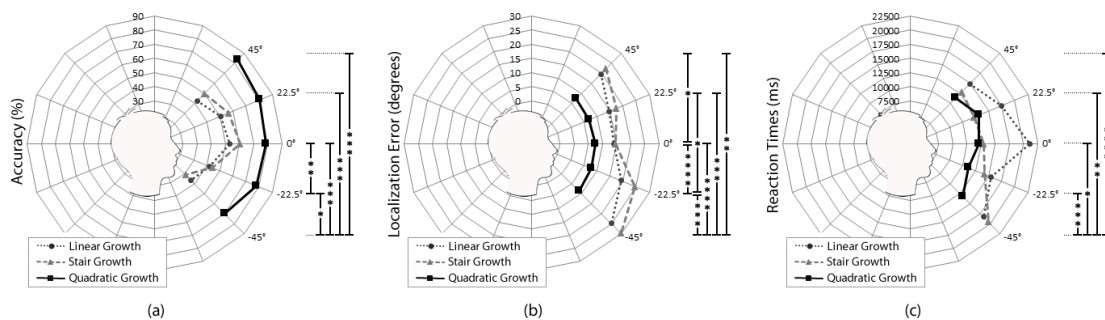 90
80
70
60
50
40
30
45°
22.5°
0°
-22.5°
-45°
Accuracy (%)
Linear Growth
Stair Growth
Quadratic Growth
* *
*
* * *
* * *
* * *
(a)
30
25
20
15
10
5
0
45°
22.5°
0°
-22.5°
-45°
Localization Error (degrees)
Linear Growth
Stair Growth
Quadratic Growth
(b)
22500
20000
17500
15000
12500
10000
7500
45°
22.5°
0°
-22.5°
-45°
Reaction Times (ms)
Linear Growth
Stair Growth
Quadratic Growth
* * *
* *
(c)